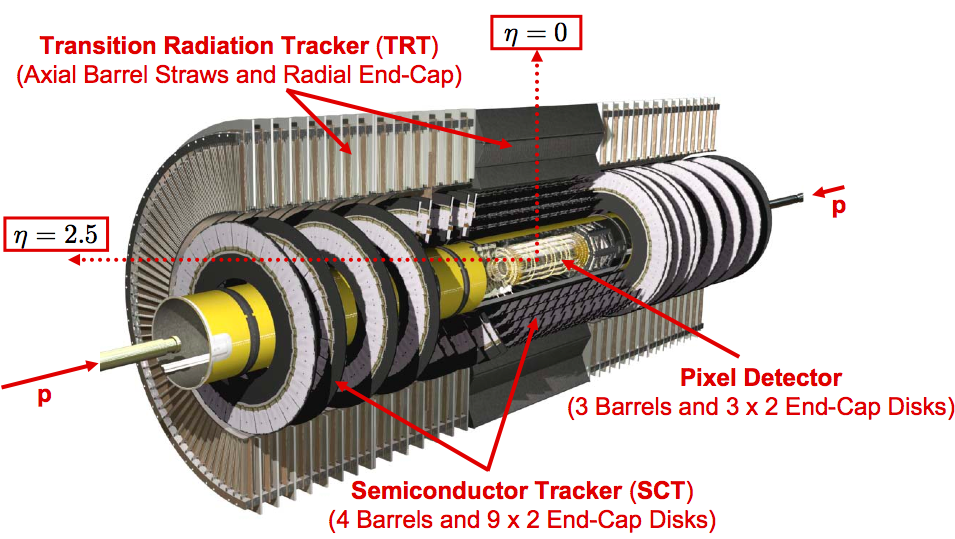 Transition Radiation Tracker (TRT)
(Axial Barrel Straws and Radial End-Cap)
η = 0
η = 2.5
p
p
Pixel Detector
(3 Barrels and 3 x 2 End-Cap Disks)
Semiconductor Tracker (SCT)
(4 Barrels and 9 x 2 End-Cap Disks)